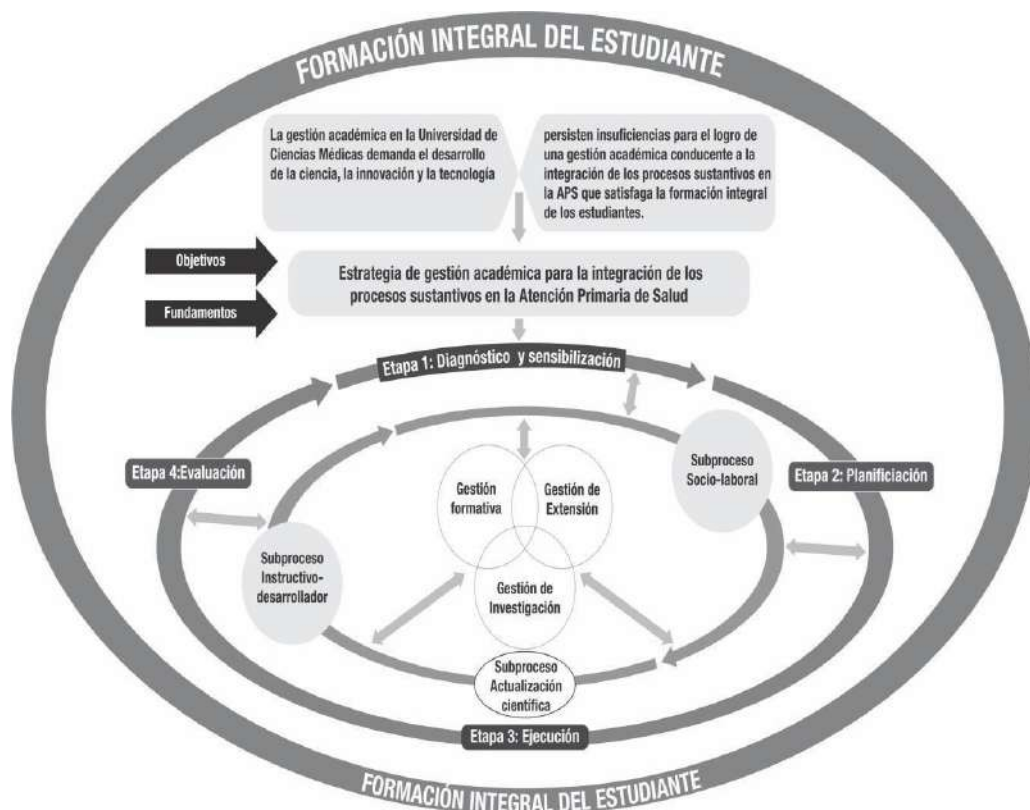 FORMACIÓN INTEGRAL DEL ESTUDIANTE
La gestión académica en la Universidad de
Ciencias Médicas demanda el desarrollo
de la ciencia, la innovación y la tecnología
persisten insuficiencias para el logro de
una gestión académica conducente a la
integración de los procesos sustantivos en
la APS que satisfaga la formación integral
de los estudiantes.
Objetivos
Fundamentos
Estrategia de gestión académica para la integración de los
procesos sustantivos en la Atención Primaria de Salud
Etapa 1: Diagnóstico y sensibilización
Subproceso
Socio-laboral
Etapa 4:Evaluación
Etapa 2: Planificiación
Gestión
formativa
Gestión de
Extensión
Subproceso
Instructivo-
desarrollador
Gestión de
Investigación
Subproceso
Actualización
científica
Etapa 3: Ejecución
FORMACIÓN INTEGRAL DEL ESTUDIANTE